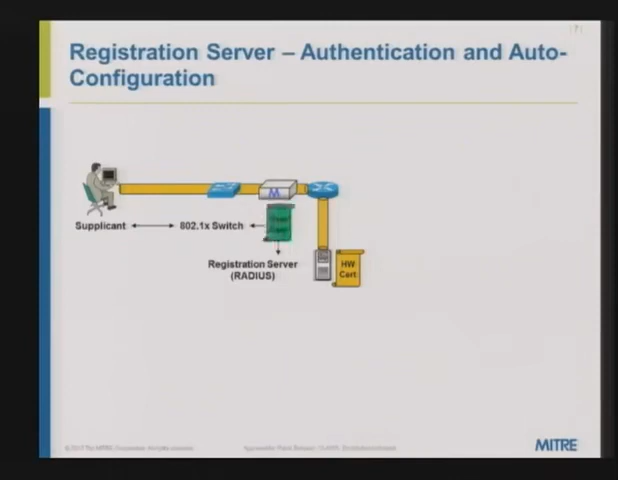 Registration Server – Authentication and Auto-
Configuration
M
Supplicant
802.1x Switch
Registration Server
(RADIUS)
HW
Cert
MITRE